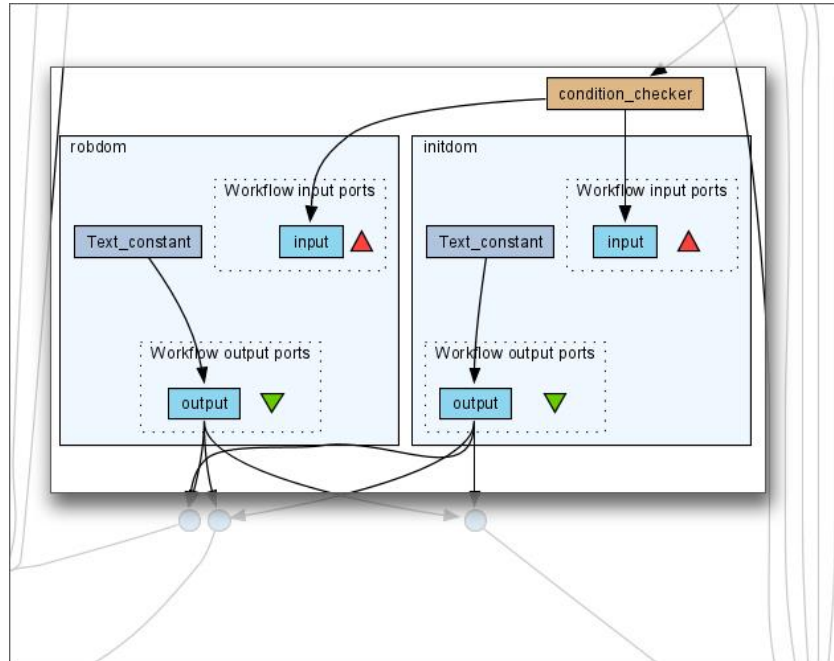 condition_checker
robdom
initdom
Workflow input ports
Workflow input ports
Text_constant
input
Text_constant
input
Workflow output ports
Workflow output ports
output
output